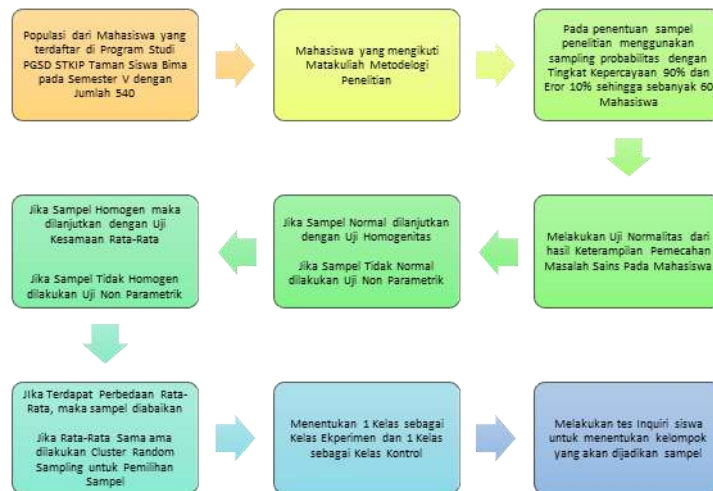 Populasi dari Mahasiswa yang
terdaftar di Program Studi
PGSD STKIP Taman Siswa Bima
pada Semester V dengan
Jumlah 540
Mahasiswa yang mengikuti
Matakuliah Metodelogi
Penelitian
Pada penentuan sampel
penelitian menggunakan
sampling probabilitas dengan
Tingkat Kepercayaan 90% dan
Eror 10% sehingga sebanyak 60
Mahasiswa
Melakukan Uji Normalitas dari
hasil Keterampilan Pemecahan
Masalah Sains Pada Mahasiswa
Jika Sampel Normal dilanjutkan
dengan Uji Homogenitas
Jika Sampel Tidak Normal
dilakukan Uji Non Parametrik
Jika Sampel Homogen maka
dilanjutkan dengan Uji
Kesamaan Rata-Rata
Jika Sampel Tidak Homogen
dilakukan Uji Non Parametrik
JIka Terdapat Perbedaan Rata-
Rata, maka sampel diabaikan
Jika Rata-Rata Sama ama
dilakukan Cluster Random
Sampling untuk Pemilihan
Sampel
Menentukan 1 Kelas sebagai
Kelas Ekperimen dan 1 Kelas
sebagai Kelas Kontrol
Melakukan tes Inquiri siswa
untuk menentukan kelompok
yang akan dijadikan sampel